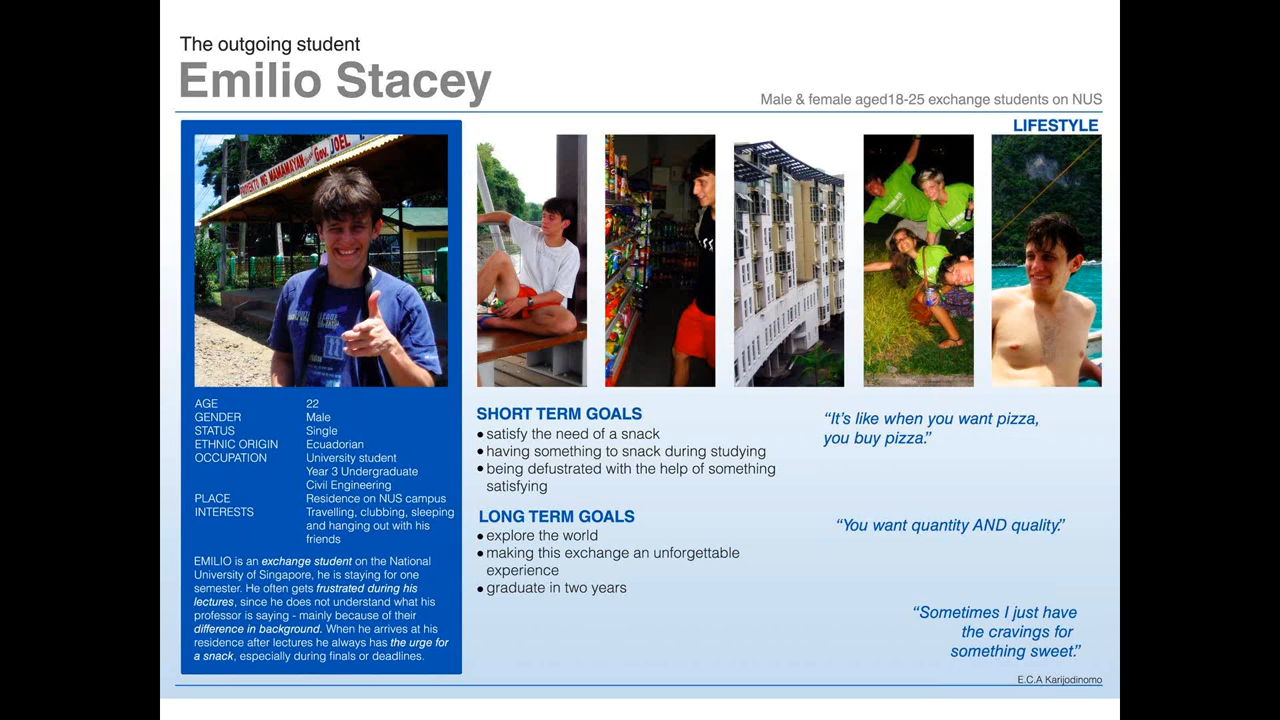 The outgoing student
Emilio Stacey
Male & female aged18-25 exchange students on NUS
LIFESTYLE
PROYEKTO NG MAMAMAYAN
Gov. JOEL T.
AGE 22
GENDER Male
STATUS Single
ETHNIC ORIGIN Ecuadorian
OCCUPATION University student
Year 3 Undergraduate
Civil Engineering
PLACE Residence on NUS campus
INTERESTS Travelling, clubbing, sleeping
and hanging out with his
friends
EMILIO is an exchange student on the National
University of Singapore, he is staying for one
semester. He often gets frustrated during his
lectures, since he does not understand what his
professor is saying - mainly because of their
difference in background. When he arrives at his
residence after lectures he always has the urge for
a snack, especially during finals or deadlines.
SHORT TERM GOALS
• satisfy the need of a snack
• having something to snack during studying
• being defustrated with the help of something
satisfying
LONG TERM GOALS
• explore the world
• making this exchange an unforgettable
experience
• graduate in two years
“It’s like when you want pizza,
you buy pizza.”
“You want quantity AND quality.”
“Sometimes I just have
the cravings for
something sweet.”
E.C.A Karijodinomo